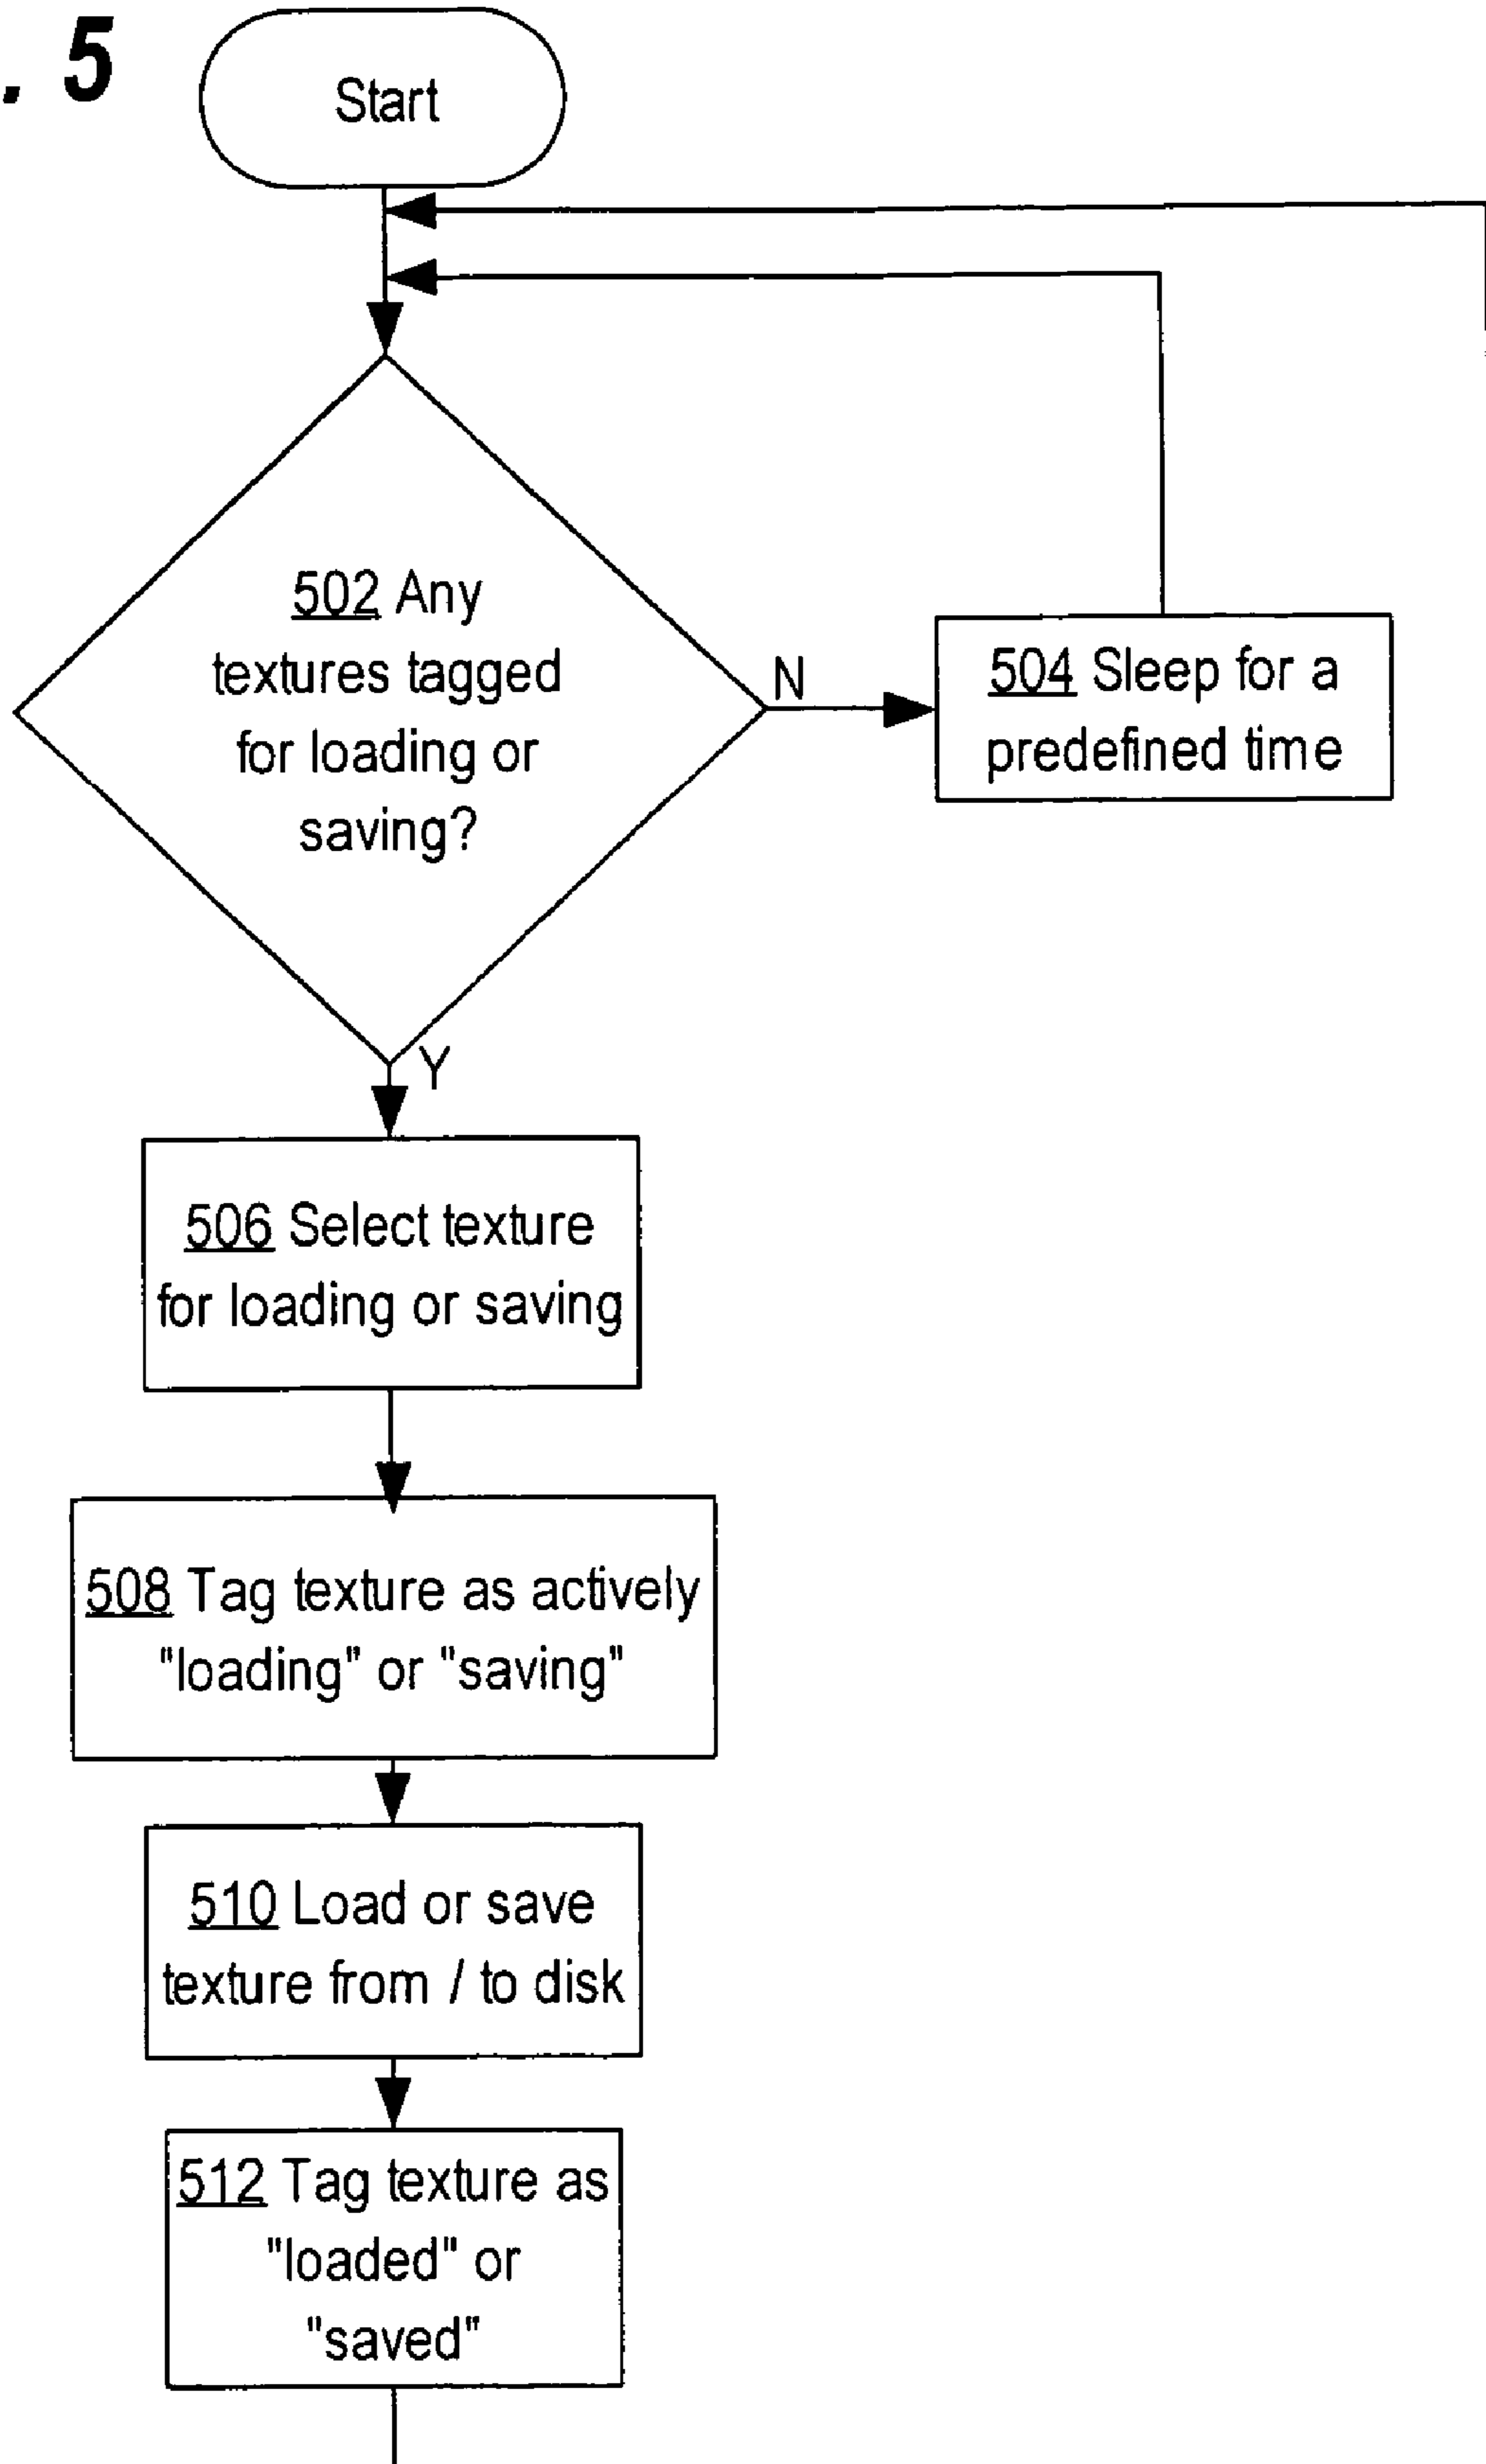 . 5
Start
502 Any
textures tagged
for loading or
saving?
N
504 Sleep for a
predefined time
Y
506 Select texture
for loading or saving
508 Tag texture as actively
"loading" or "saving"
510 Load or save
texture from / to disk
512 Tag texture as
"loaded" or
"saved"